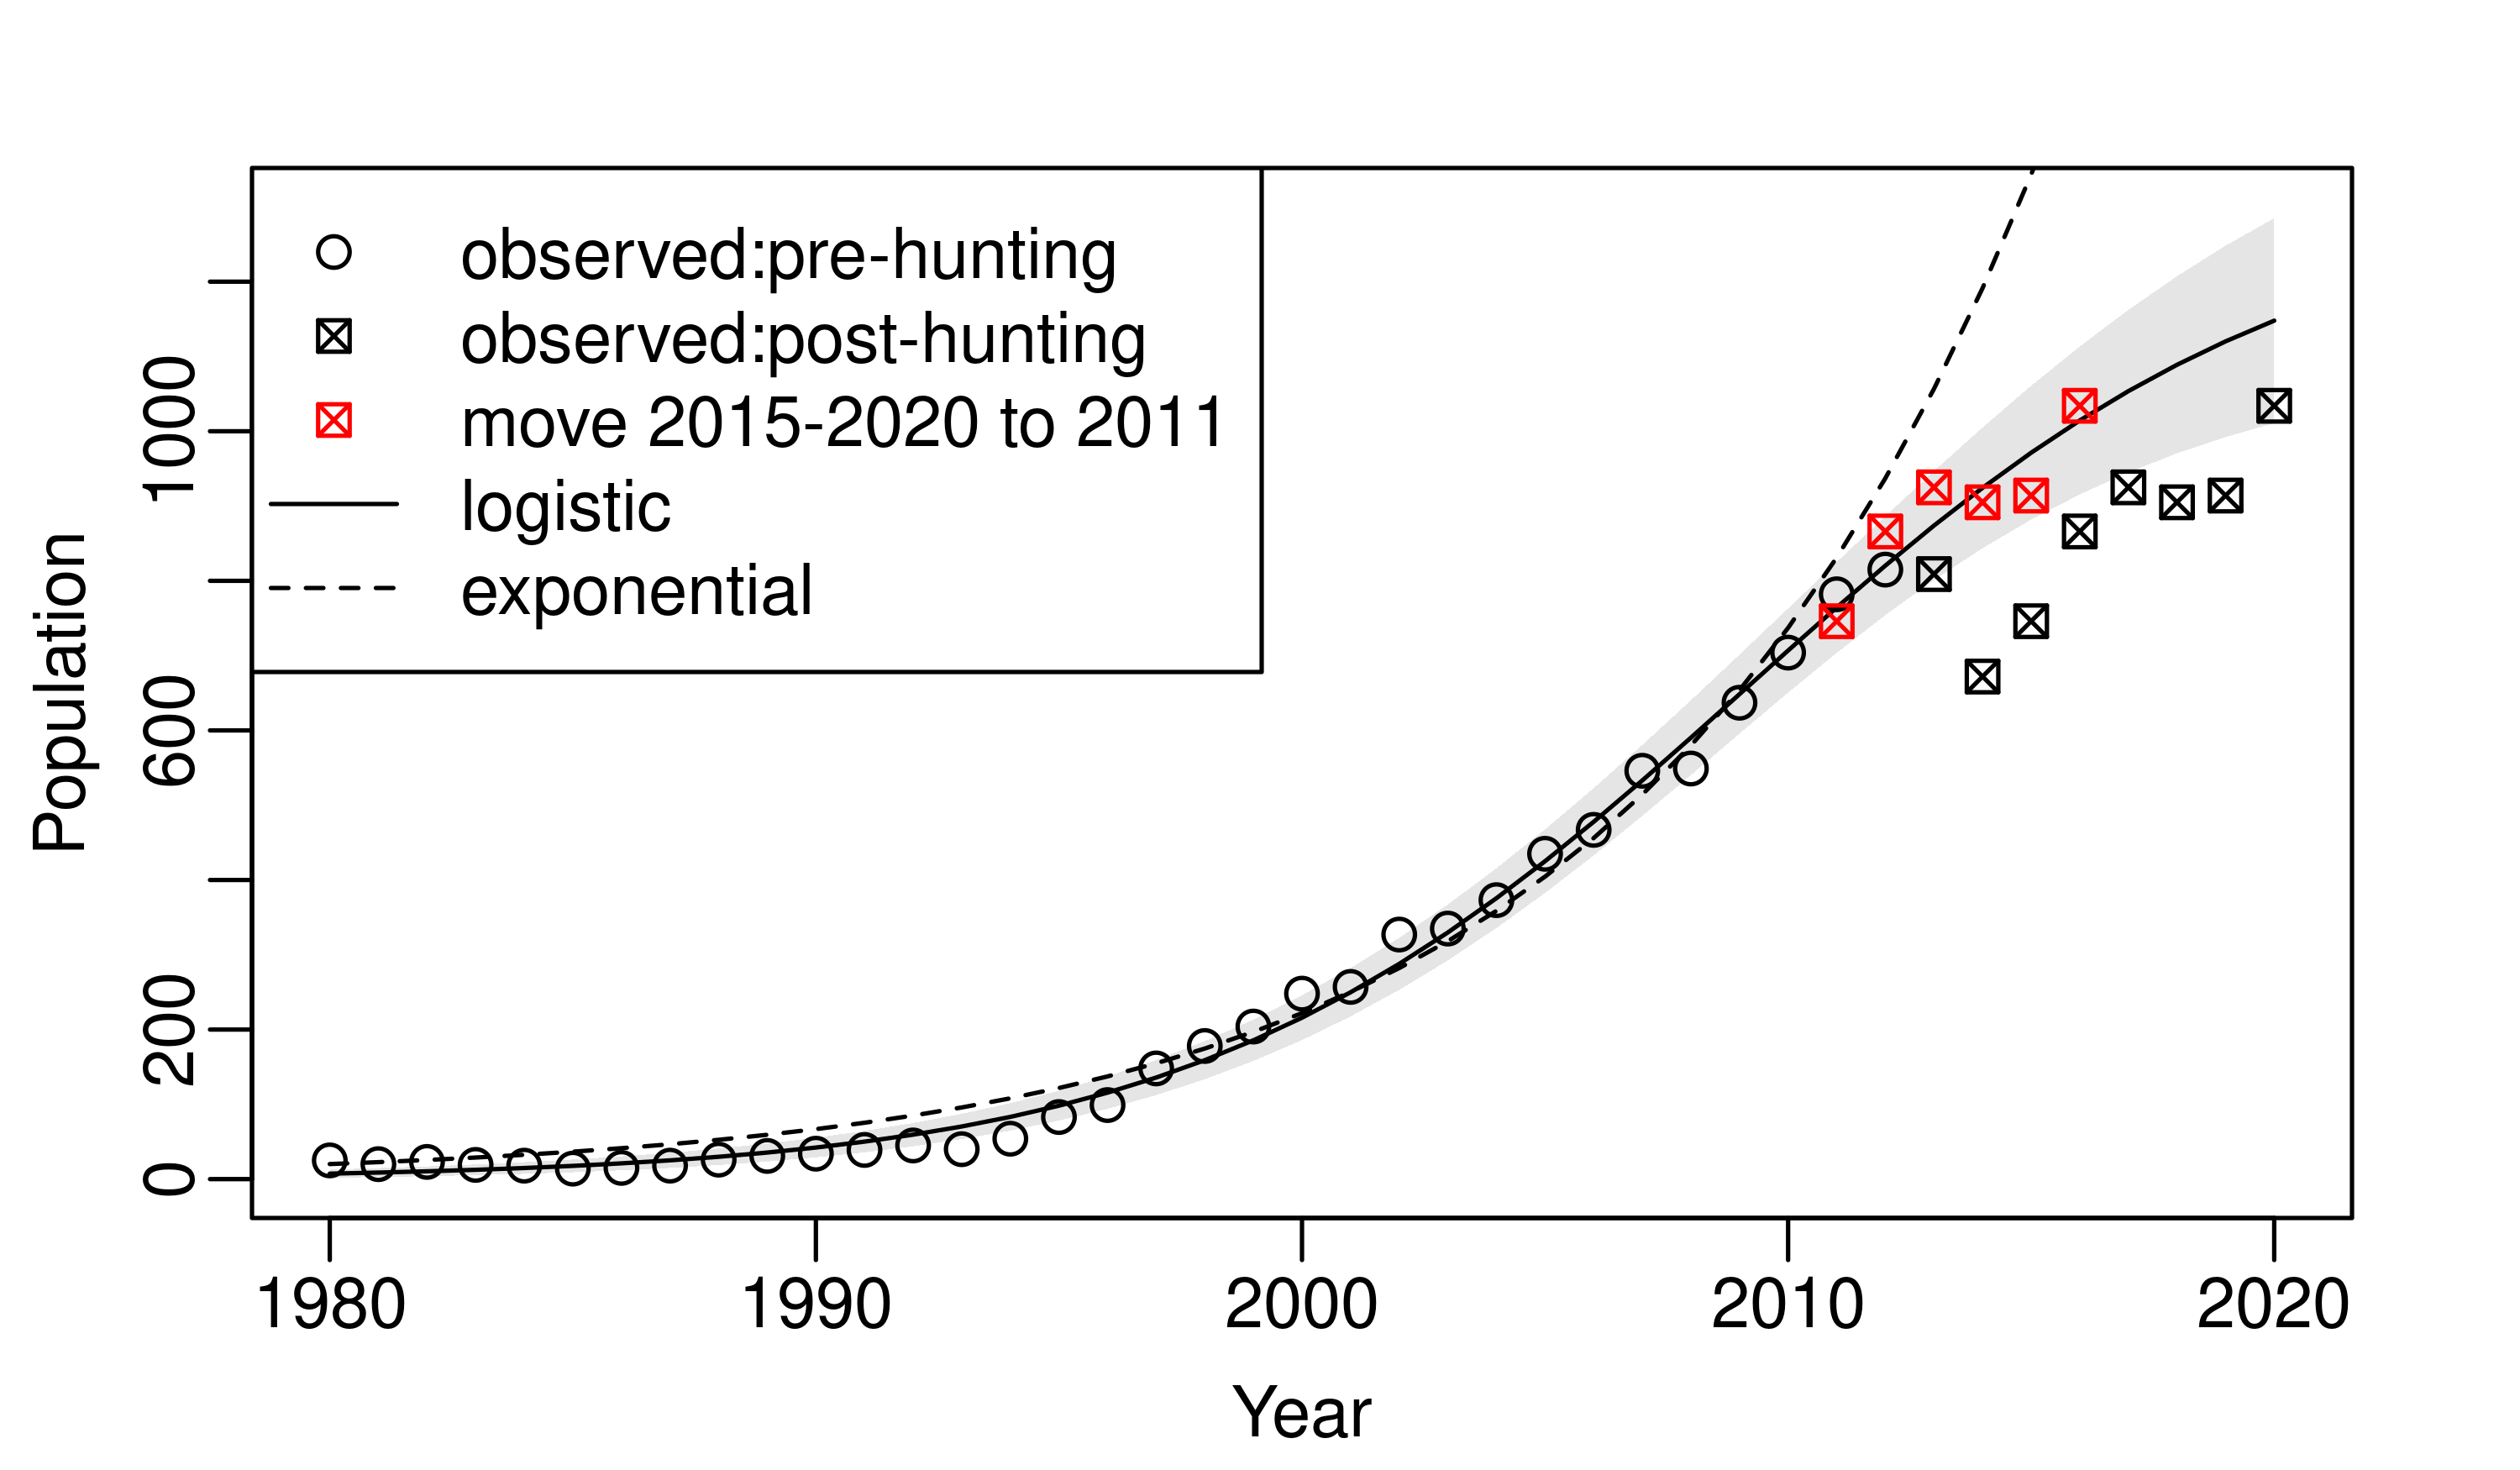 observed:pre-hunting
observed:post-hunting
move 2015-2020 to 2011
logistic
exponential
Population
1000
600
200
0
1980 1990 2000 2010 2020
Year